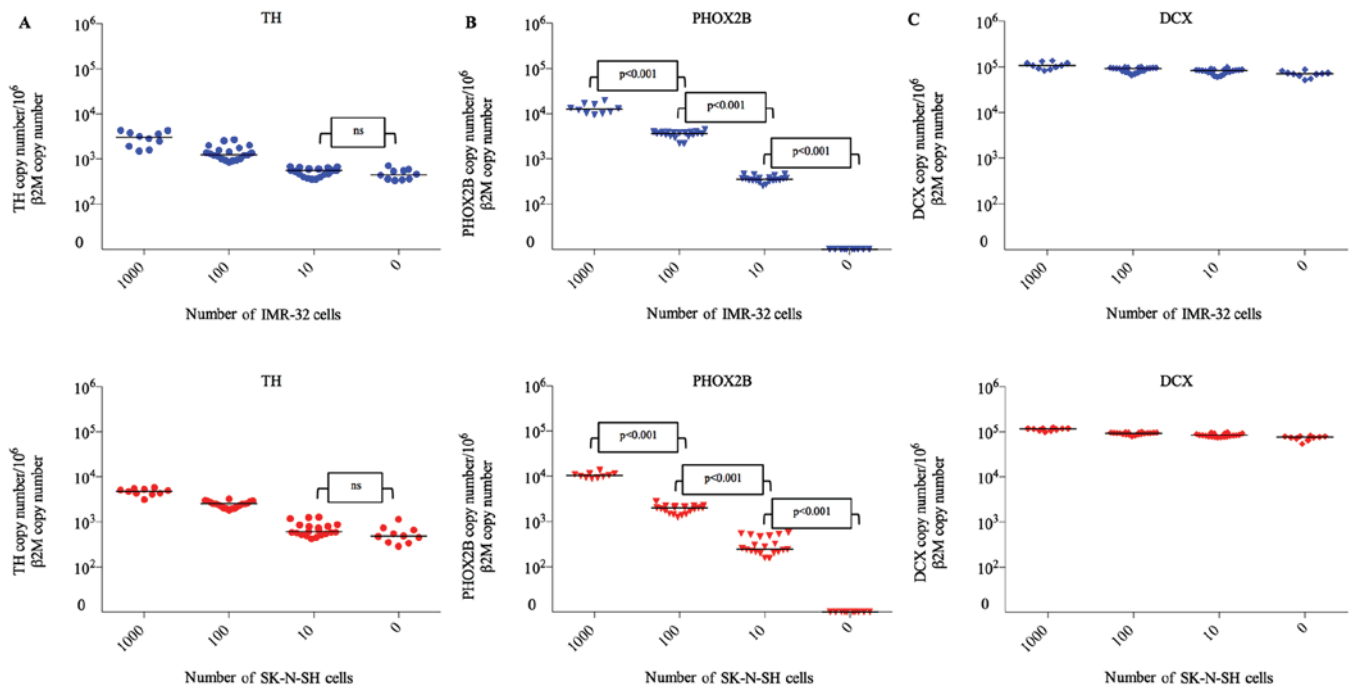 A
TH
TH copy number/10⁶
β2M copy number
10⁶
10⁵
10⁴
10³
10²
0
ns
1000
100
10
0
Number of IMR-32 cells
B
PHOX2B
PHOX2B copy number/10⁶
β2M copy number
10⁶
10⁵
10⁴
10³
10²
0
p<0.001
p<0.001
p<0.001
1000
100
10
0
Number of IMR-32 cells
C
DCX
DCX copy number/10⁶
β2M copy number
10⁶
10⁵
10⁴
10³
10²
0
1000
100
10
0
Number of IMR-32 cells
TH
TH copy number/10⁶
β2M copy number
10⁶
10⁵
10⁴
10³
10²
0
ns
1000
100
10
0
Number of SK-N-SH cells
PHOX2B
PHOX2B copy number/10⁶
β2M copy number
10⁶
10⁵
10⁴
10³
10²
0
p<0.001
p<0.001
p<0.001
1000
100
10
0
Number of SK-N-SH cells
DCX
DCX copy number/10⁶
β2M copy number
10⁶
10⁵
10⁴
10³
10²
0
1000
100
10
0
Number of SK-N-SH cells